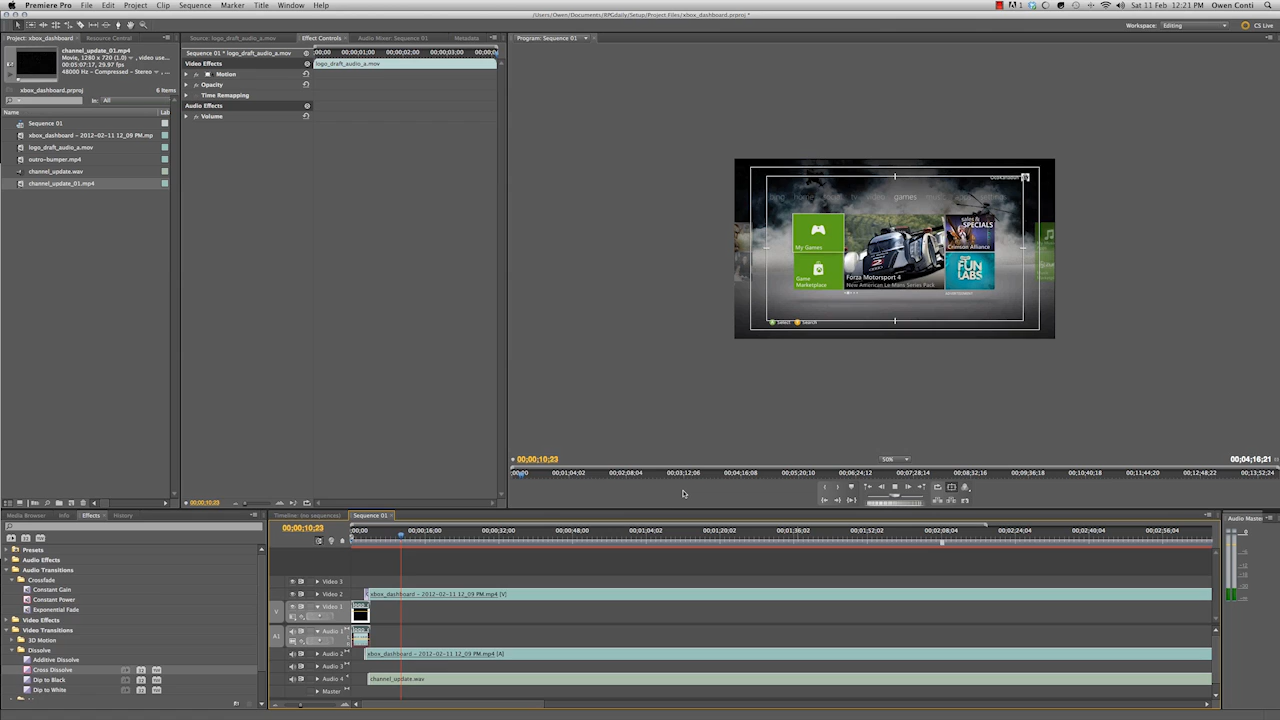 Premiere Pro File Edit Project Clip Sequence Marker Title Window Help
1 Sat 11 Feb 12:21 PM Owen Conti
/Users/Owen/Documents/RPGdaily/Setup/Project Files/xbox_dashboard.prproj *
Workspace: Editing CS Live
Project: xbox_dashboard Resource Central
channel_update_01.mp4
Movie, 1280 x 720 (1.0) , video use...
00;05;07;17, 29.97 fps
48000 Hz - Compressed - Stereo
xbox_dashboard.prproj 6 Items
In: All
Name Lab
Sequence 01
xbox_dashboard - 2012-02-11 12_09 PM.mp
logo_draft_audio_a.mov
outro-bumper.mp4
channel_update.wav
channel_update_01.mp4
Source: logo_draft_audio_a.mov Effect Controls Audio Mixer: Sequence 01 Metadata
Sequence 01 * logo_draft_audio_a.mov
;00;00 00;00;01;00 00;00;02;00 00;00;03;00 00;0
Video Effects logo_draft_audio_a.mov
Motion
Opacity
Time Remapping
Audio Effects
Volume
00;00;10;23
Program: Sequence 01
bing home video games music
My Games
Game Marketplace
Forza Motorsport 4
New American Le Mans Series Pack
sales & SPECIALS
Crimson Alliance
FUN LABS
Select Search
00;00;10;23 50% 00;04;16;21
00;00 00;01;04;02 00;02;08;04 00;03;12;06 00;04;16;08 00;05;20;10 00;06;24;12 00;07;28;14 00;08;32;16 00;09;36;18 00;10;40;18 00;11;44;20 00;12;48;22 00;13;52;24
Media Browser Info Effects History
Presets
Audio Effects
Audio Transitions
Crossfade
Constant Gain
Constant Power
Exponential Fade
Video Effects
Video Transitions
3D Motion
Dissolve
Additive Dissolve
Cross Dissolve
Dip to Black
Dip to White
Timeline: (no sequences) Sequence 01
00;00;10;23
;00;00 00;00;16;00 00;00;32;00 00;00;48;00 00;01;04;02 00;01;20;02 00;01;36;02 00;01;52;02 00;02;08;04 00;02;24;04 00;02;40;04 00;02;56;04
Video 3
Video 2 xbox_dashboard - 2012-02-11 12_09 PM.mp4 [V]
V Video 1
A1 Audio 1
Audio 2 xbox_dashboard - 2012-02-11 12_09 PM.mp4 [A]
Audio 3
Audio 4 channel_update.wav
Master
Audio Master
0
-6
-12
-18
-30